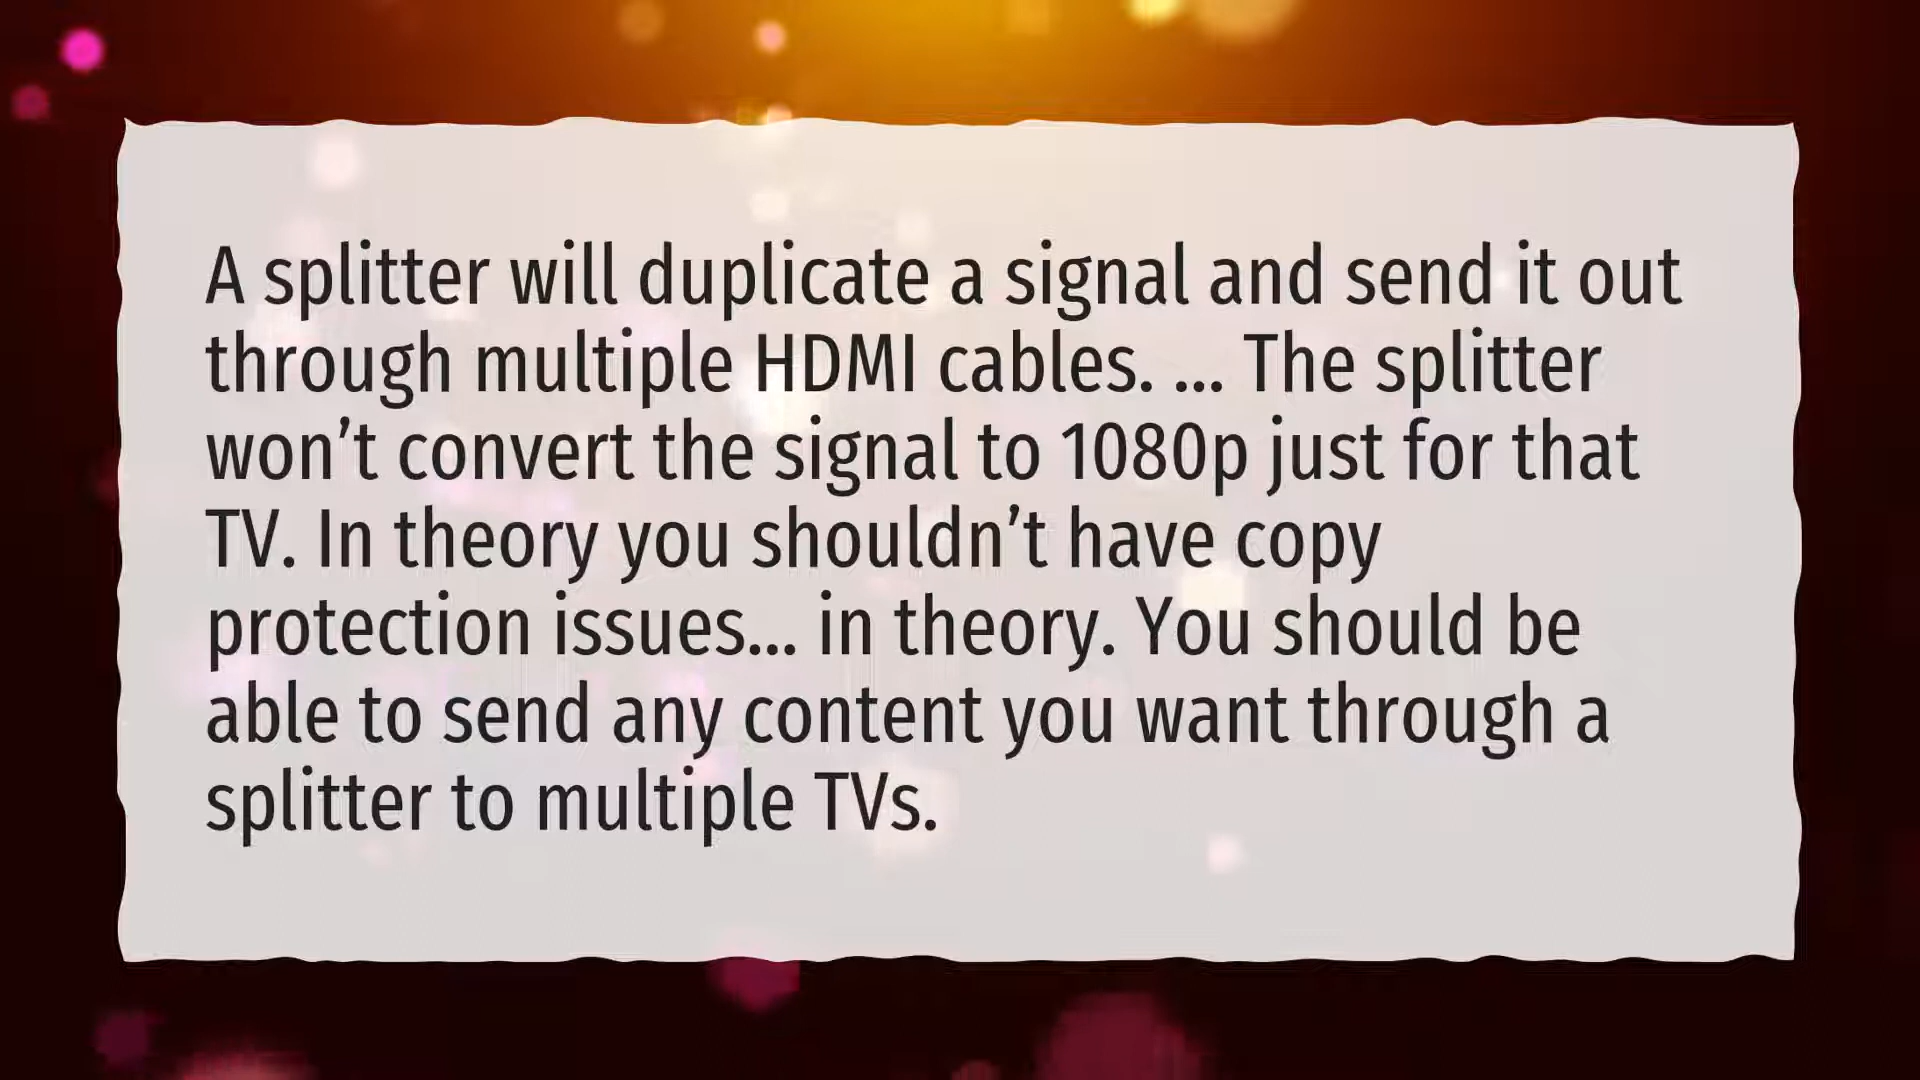 A splitter will duplicate a signal and send it out
through multiple HDMI cables. ... The splitter
won’t convert the signal to 1080p just for that
TV. In theory you shouldn’t have copy
protection issues... in theory. You should be
able to send any content you want through a
splitter to multiple TVs.